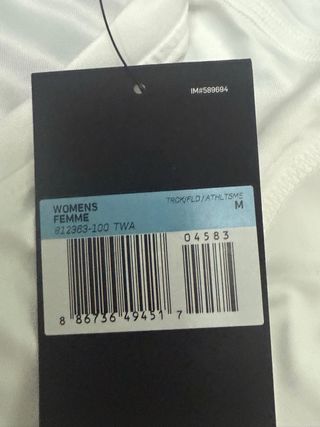 IM#589694
WOMENS
FEMME
TRCK/FLD/ATHLTSME
M
812363-100 TWA
04583
8 86736 49451 7